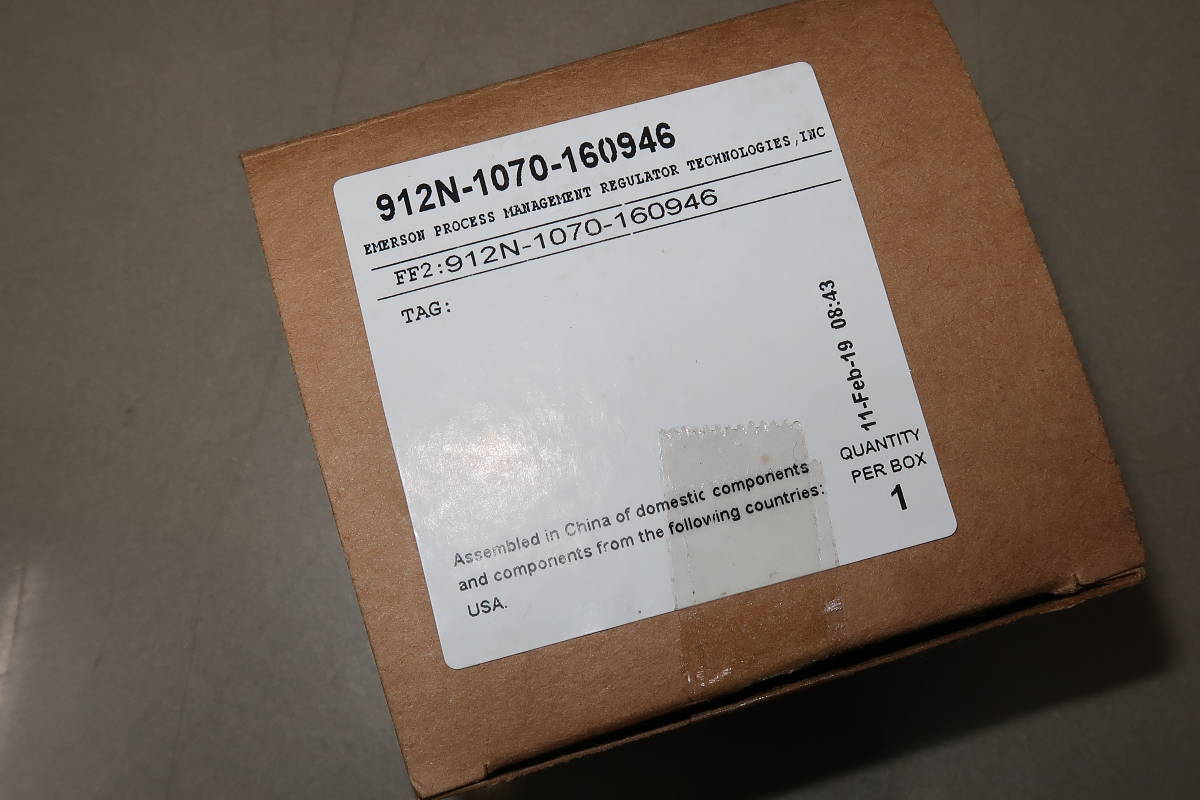 912N-1070-160946
EMERSON PROCESS MANAGEMENT REGULATOR TECHNOLOGIES,INC
FF2:912N-1070-160946
TAG:
11-Feb-19 08:43
QUANTITY
PER BOX
1
Assembled in China of domestic components
and components from the following countries:
USA.